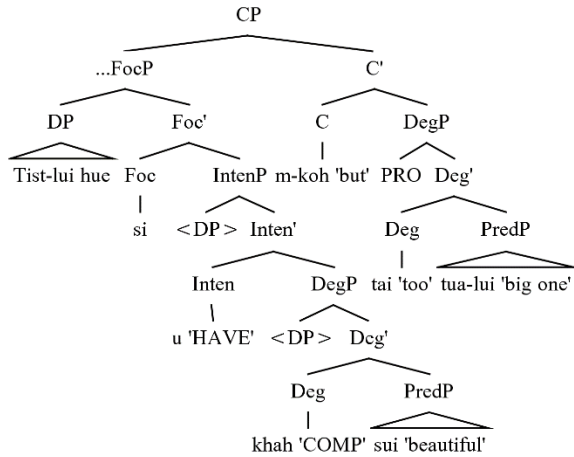 CP
...FocP C'
DP Foc' C DegP
Tist-lui hue Foc IntenP m-koh 'but' PRO Deg'
si <DP> Inten' Deg PredP
Inten DegP tai 'too' tua-lui 'big one'
u 'HAVE' <DP> Dcg'
Deg PredP
khah 'COMP' sui 'beautiful'